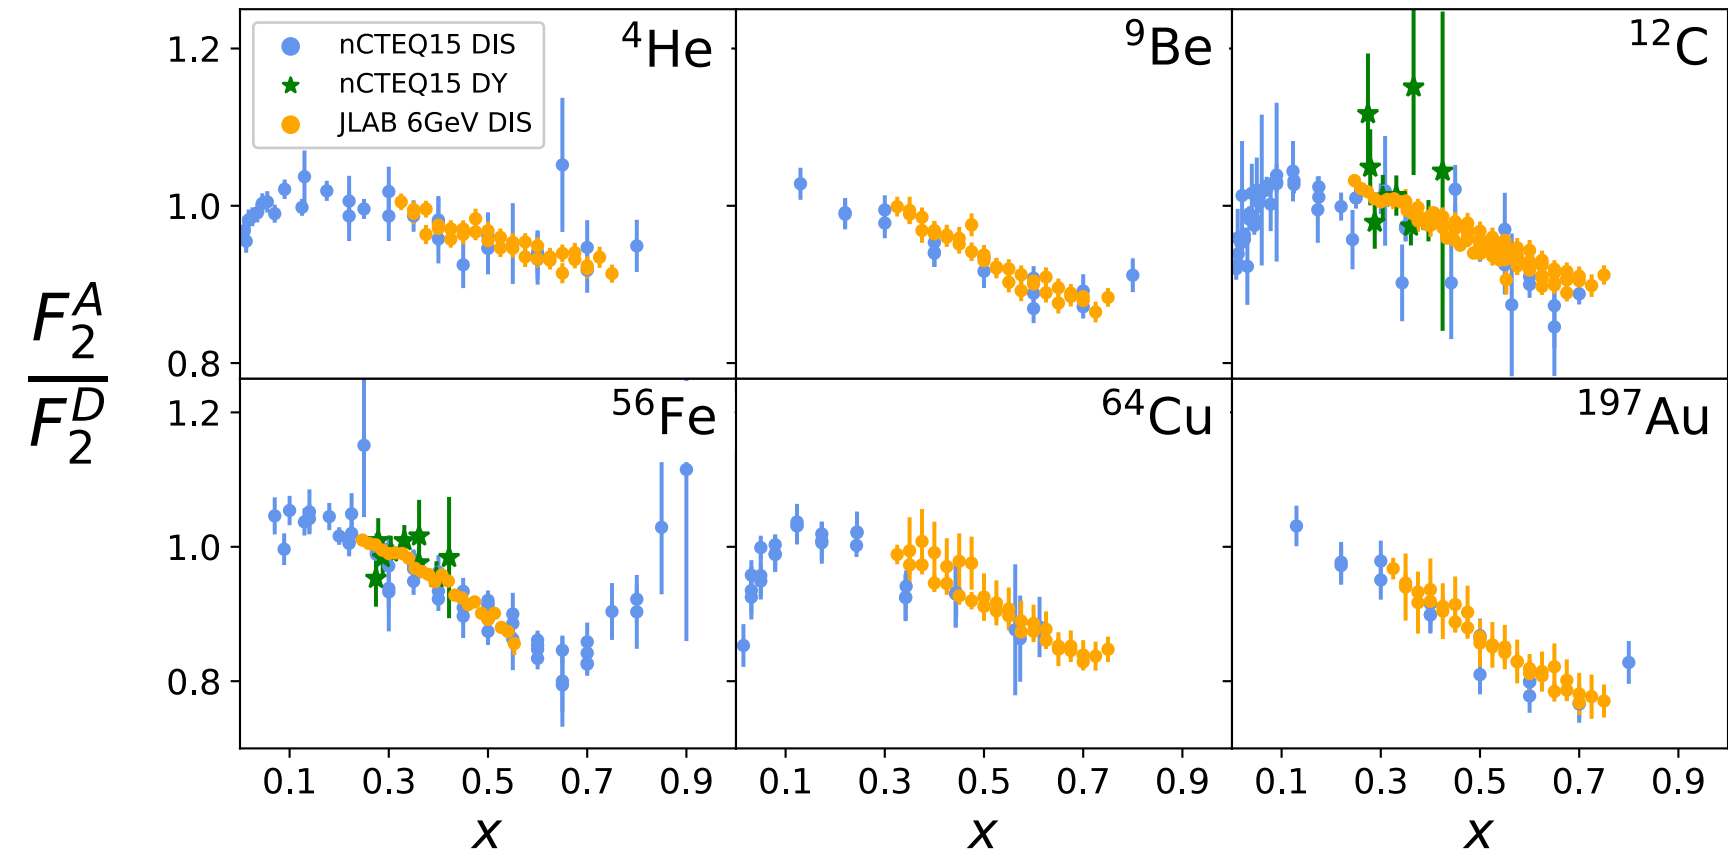 nCTEQ15 DIS
nCTEQ15 DY
JLAB 6GeV DIS
⁴He
⁹Be
¹²C
1.2
1.0
0.8
F₂ᴬ
F₂ᴰ
⁵⁶Fe
⁶⁴Cu
¹⁹⁷Au
1.2
1.0
0.8
0.1 0.3 0.5 0.7 0.9
0.1 0.3 0.5 0.7 0.9
0.1 0.3 0.5 0.7 0.9
x
x
x